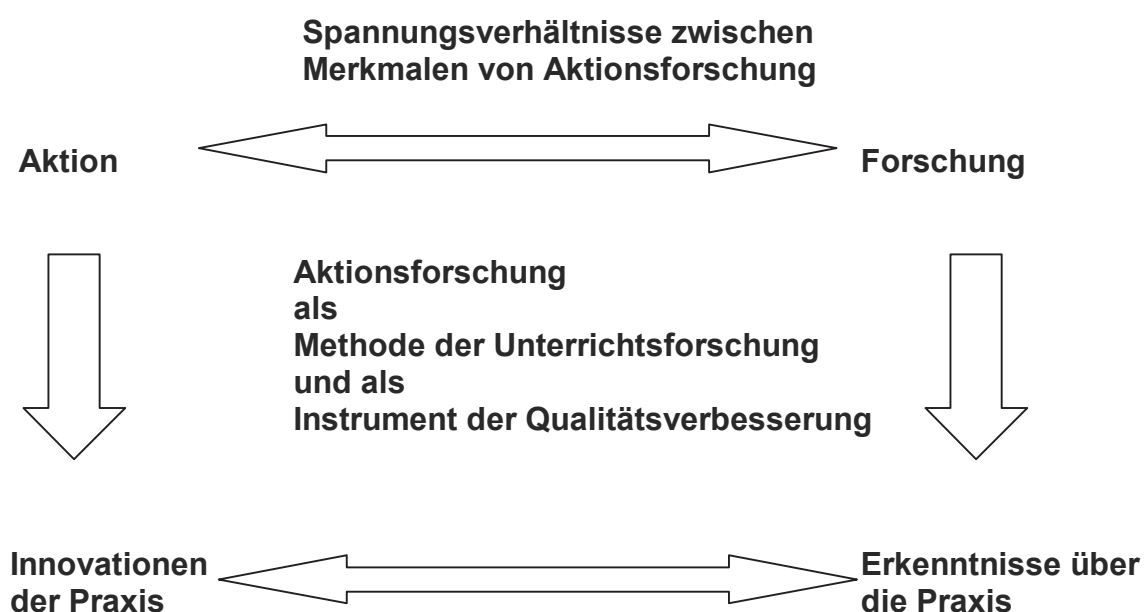 Spannungsverhältnisse zwischen
Merkmalen von Aktionsforschung
Aktion
Forschung
Aktionsforschung
als
Methode der Unterrichtsforschung
und als
Instrument der Qualitätsverbesserung
Innovationen
der Praxis
Erkenntnisse über
die Praxis